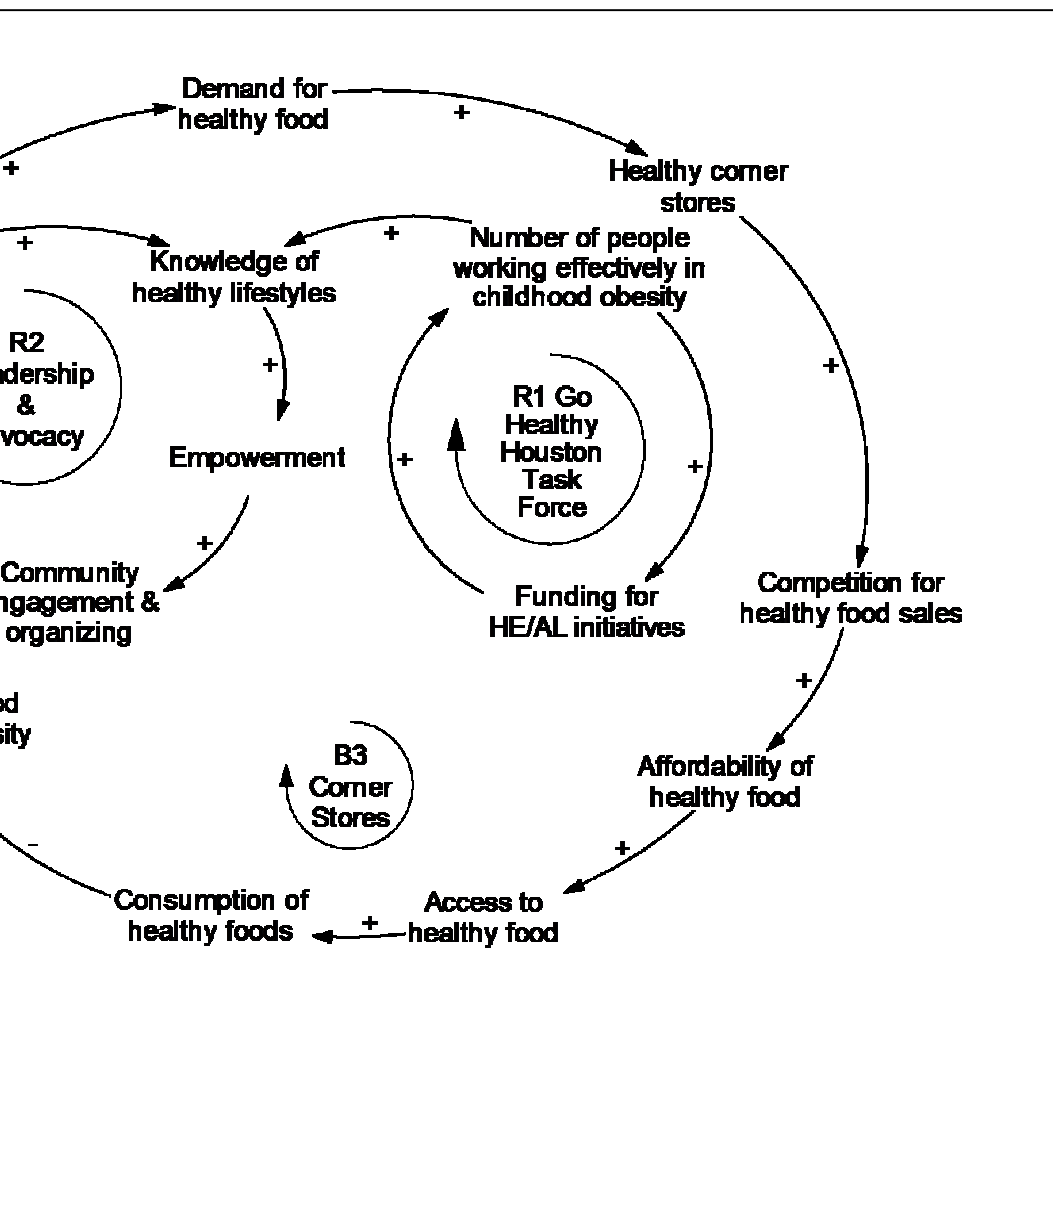 Demand for
healthy food
+
+
Healthy corner
stores
+
+
Number of people
working effectively in
childhood obesity
Knowledge of
healthy lifestyles
R2
&
+
+
R1 Go
Healthy
Houston
Task
Force
+
+
Empowerment
+
Community
&
organizing
Funding for
HE/AL initiatives
Competition for
healthy food sales
+
B3
Corner
Stores
Affordability of
healthy food
+
-
Consumption of
healthy foods
+
Access to
healthy food